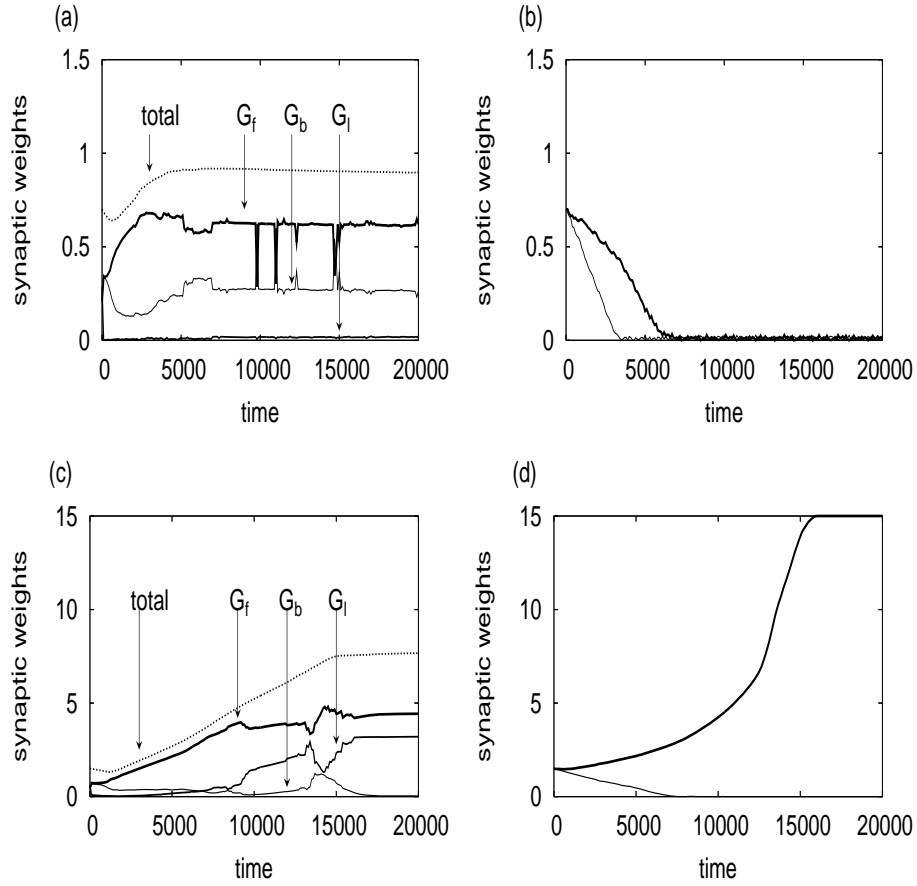 (a)
synaptic weights
1.5
1
0.5
0
total
G_f
G_b
G_l
0 5000 10000 15000 20000
time
(b)
synaptic weights
1.5
1
0.5
0
0 5000 10000 15000 20000
time
(c)
synaptic weights
15
10
5
0
total
G_f
G_b
G_l
0 5000 10000 15000 20000
time
(d)
synaptic weights
15
10
5
0
0 5000 10000 15000 20000
time